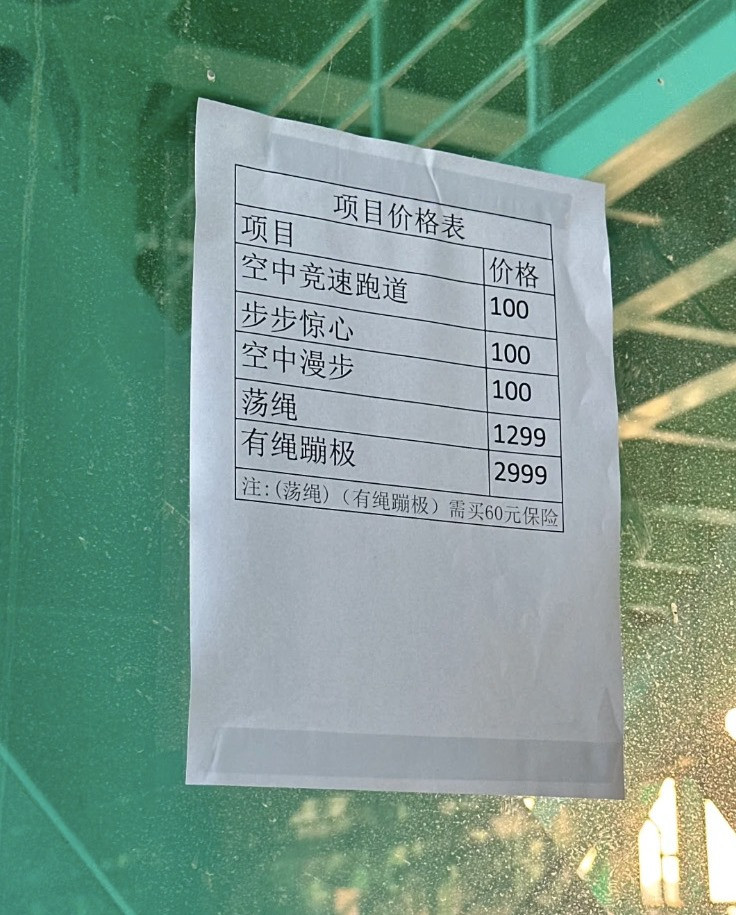 项目价格表
项目 价格
空中竞速跑道 100
步步惊心 100
空中漫步 100
荡绳 1299
有绳蹦极 2999
注:(荡绳)（有绳蹦极）需买60元保险